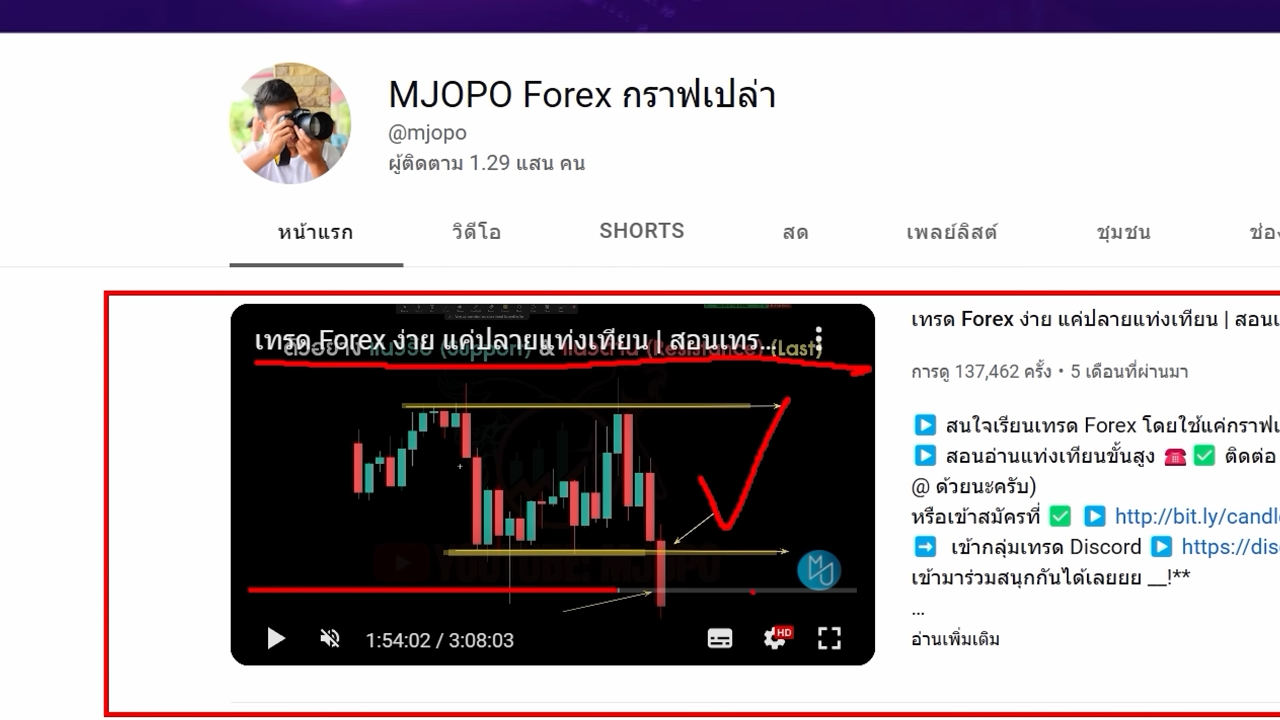 MJOPO Forex กราฟเปล่า
@mjopo
ผู้ติดตาม 1.29 แสน คน
หน้าแรก วิดีโอ SHORTS สด เพลย์ลิสต์ ชุมชน
เทรด Forex ง่าย แค่ปลายแท่งเทียน | สอนเทร...
(Support) & (Resistance) (Last)
YOUTUBE: MJOPO
1:54:02 / 3:08:03
HD
เทรด Forex ง่าย แค่ปลายแท่งเทียน |
การดู 137,462 ครั้ง • 5 เดือนที่ผ่านมา
สนใจเรียนเทรด Forex โดยใช้แค่
สอนอ่านแท่งเทียนขั้นสูง ติดต่อ
@ ด้วยนะครับ)
หรือเข้าสมัครที่ http://bit.ly/candl
เข้ากลุ่มเทรด Discord https://dis
เข้ามาร่วมสนุกกันได้เลยยย __!**
...
อ่านเพิ่มเติม